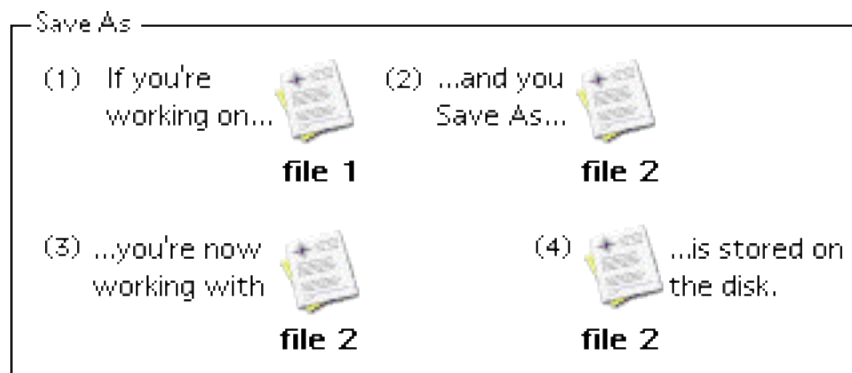 Save As
(1) If you're
working on...
file 1
(2) ...and you
Save As...
file 2
(3) ...you're now
working with
file 2
(4) ...is stored on
the disk.
file 2